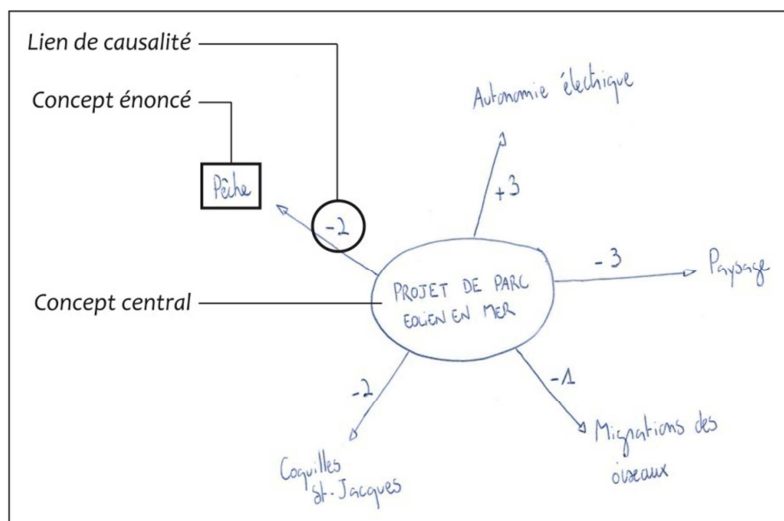 Lien de causalité
Concept énoncé
Autonomie électrique
Pêche
+3
-2
-3
Paysage
Concept central
PROJET DE PARC
EOLIEN EN MER
-2
-1
Migrations des
oiseaux
Coquilles
St-Jacques